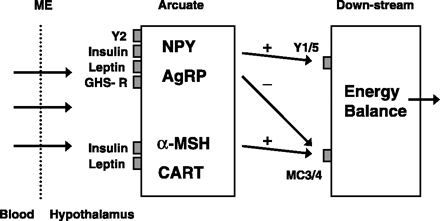 ME Arcuate Down-stream
Y2
Insulin
Leptin
GHS- R
NPY
AgRP
+
–
Y1/5
Energy
Balance
Insulin
Leptin
α-MSH
CART
+
MC3/4
Blood Hypothalamus